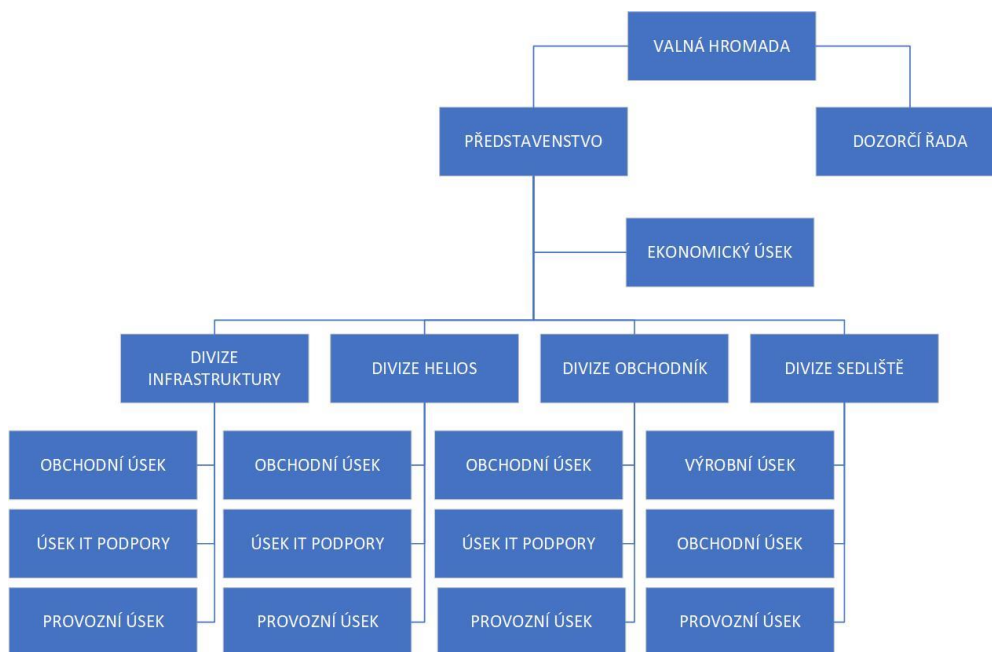 VALNÁ HROMADA
PŘEDSTAVENSTVO
DOZORČÍ ŘADA
EKONOMICKÝ ÚSEK
DIVIZE
INFRASTRUKTURY
DIVIZE HELIOS
DIVIZE OBCHODNÍK
DIVIZE SEDLIŠTĚ
OBCHODNÍ ÚSEK
OBCHODNÍ ÚSEK
OBCHODNÍ ÚSEK
VÝROBNÍ ÚSEK
ÚSEK IT PODPORY
ÚSEK IT PODPORY
ÚSEK IT PODPORY
OBCHODNÍ ÚSEK
PROVOZNÍ ÚSEK
PROVOZNÍ ÚSEK
PROVOZNÍ ÚSEK
PROVOZNÍ ÚSEK